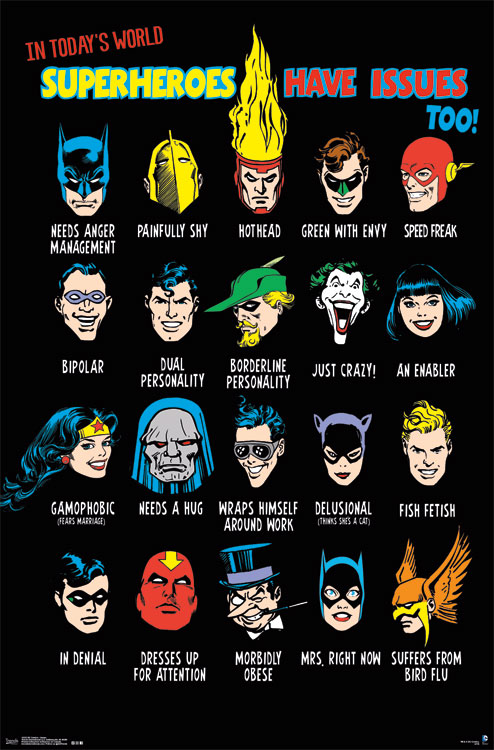 IN TODAY'S WORLD
SUPERHEROES HAVE ISSUES
TOO!
NEEDS ANGER
MANAGEMENT
PAINFULLY SHY
HOTHEAD
GREEN WITH ENVY
SPEED FREAK
BIPOLAR
DUAL
PERSONALITY
BORDERLINE
PERSONALITY
JUST CRAZY!
AN ENABLER
GAMOPHOBIC
(FEARS MARRIAGE)
NEEDS A HUG
WRAPS HIMSELF
AROUND WORK
DELUSIONAL
(THINKS SHE'S A CAT)
FISH FETISH
IN DENIAL
DRESSES UP
FOR ATTENTION
MORBIDLY
OBESE
MRS. RIGHT NOW
SUFFERS FROM
BIRD FLU